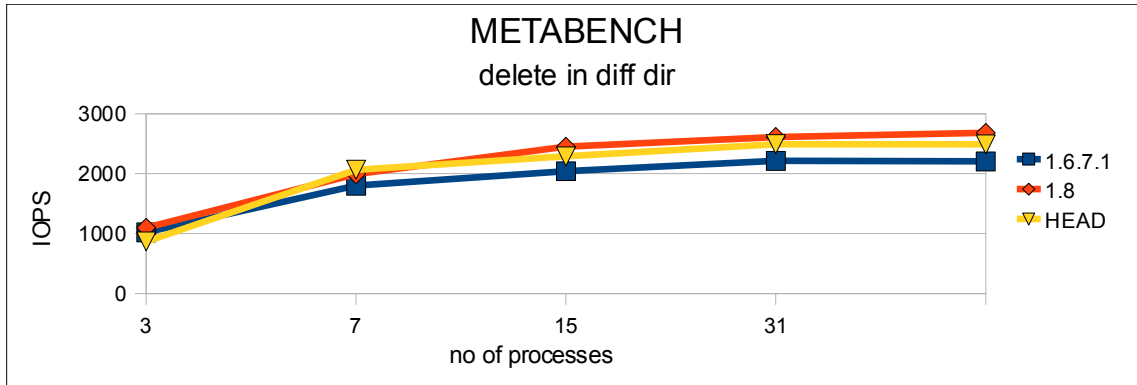 METABENCH
delete in diff dir
3000
2000
1000
0
IOPS
3
7
15
31
no of processes
1.6.7.1
1.8
HEAD